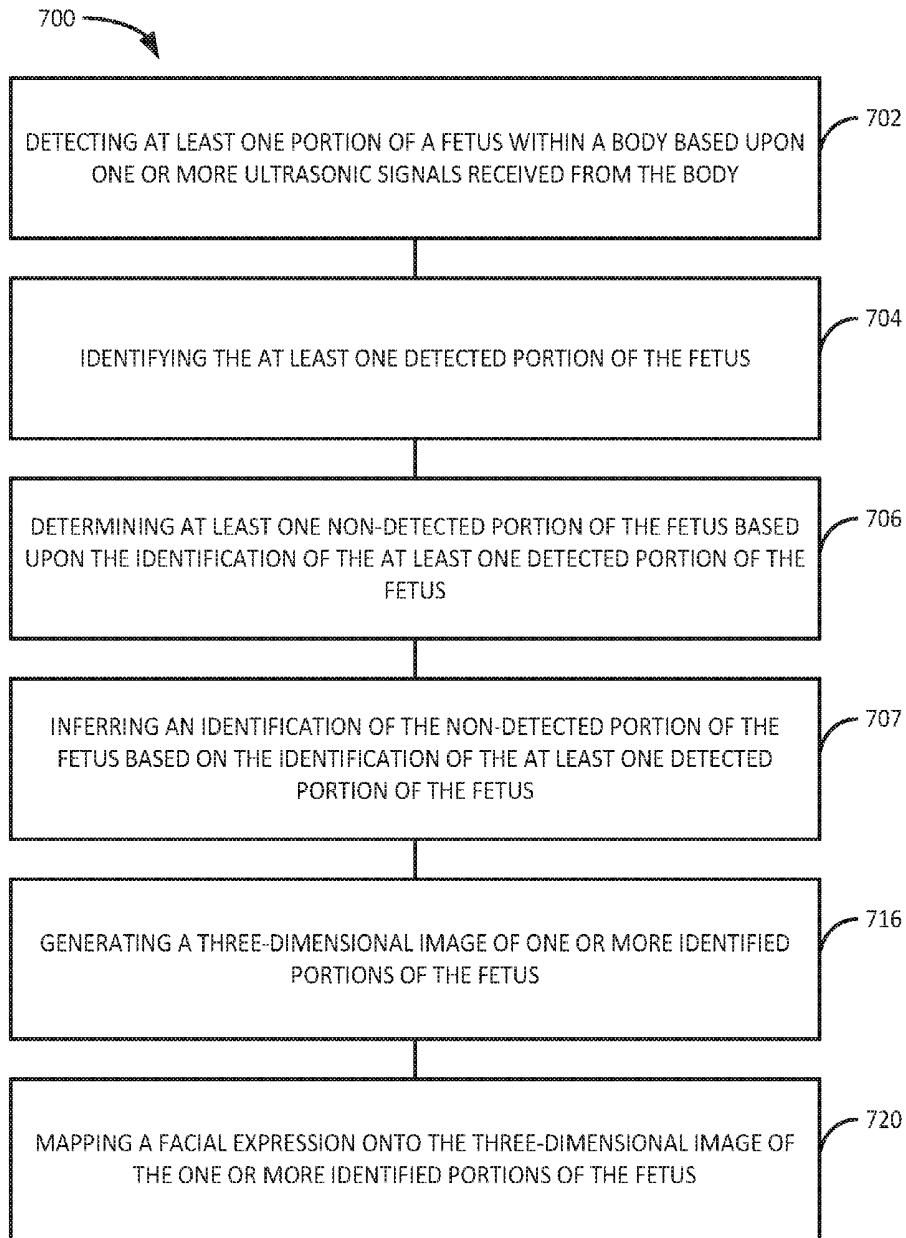 700
DETECTING AT LEAST ONE PORTION OF A FETUS WITHIN A BODY BASED UPON
ONE OR MORE ULTRASONIC SIGNALS RECEIVED FROM THE BODY
702
IDENTIFYING THE AT LEAST ONE DETECTED PORTION OF THE FETUS
704
DETERMINING AT LEAST ONE NON-DETECTED PORTION OF THE FETUS BASED
UPON THE IDENTIFICATION OF THE AT LEAST ONE DETECTED PORTION OF THE
FETUS
706
INFERRING AN IDENTIFICATION OF THE NON-DETECTED PORTION OF THE
FETUS BASED ON THE IDENTIFICATION OF THE AT LEAST ONE DETECTED
PORTION OF THE FETUS
707
GENERATING A THREE-DIMENSIONAL IMAGE OF ONE OR MORE IDENTIFIED
PORTIONS OF THE FETUS
716
MAPPING A FACIAL EXPRESSION ONTO THE THREE-DIMENSIONAL IMAGE OF
THE ONE OR MORE IDENTIFIED PORTIONS OF THE FETUS
720